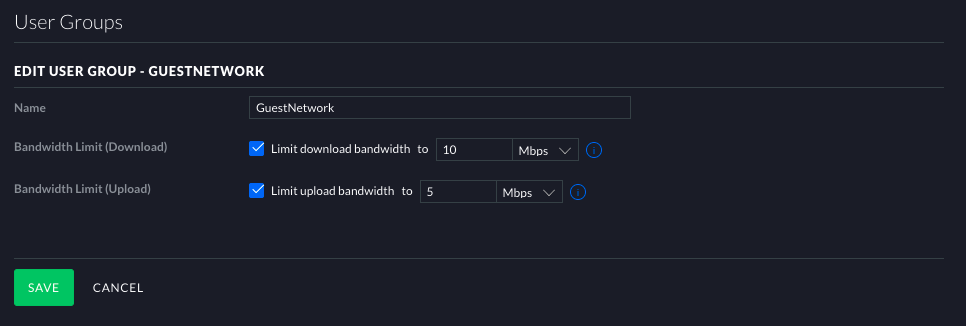 User Groups
EDIT USER GROUP - GUESTNETWORK
Name GuestNetwork
Bandwidth Limit (Download) Limit download bandwidth to 10 Mbps
Bandwidth Limit (Upload) Limit upload bandwidth to 5 Mbps
SAVE CANCEL